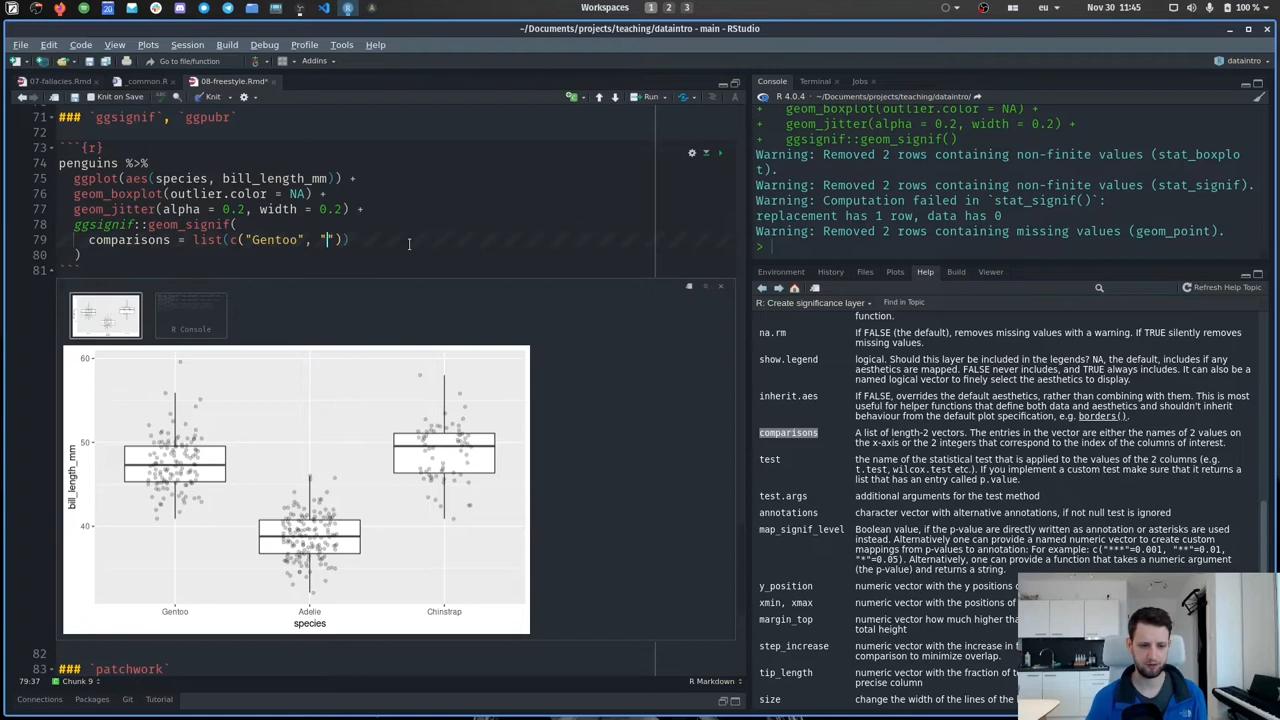 Workspaces 1 2 3
eu
Nov 29 11:45
100 %
~/Documents/projects/teaching/dataintro - main - RStudio
File Edit Code View Plots Session Build Debug Profile Tools Help
Go to file/function
Addins
dataintro
07-fallacies.Rmd _common.R 08-freestyle.Rmd*
Knit on Save
Knit
Run
71 ### `ggsignif`, `ggpubr`
72
73 ```{r}
74 penguins %>%
75 ggplot(aes(species, bill_length_mm)) +
76 geom_boxplot(outlier.color = NA) +
77 geom_jitter(alpha = 0.2, width = 0.2) +
78 ggsignif::geom_signif(
79 comparisons = list(c("Gentoo", ""))
80 )
81 ```
R Console
60
50
40
bill_length_mm
Gentoo Adelie Chinstrap
species
82
83 ### `patchwork`
79:37 Chunk 9 R Markdown
Connections Packages Git Tutorial
Console Terminal Jobs
R 4.0.4 · ~/Documents/projects/teaching/dataintro/
+ geom_boxplot(outlier.color = NA) +
+ geom_jitter(alpha = 0.2, width = 0.2) +
+ ggsignif::geom_signif()
Warning: Removed 2 rows containing non-finite values (stat_boxplo
t).
Warning: Removed 2 rows containing non-finite values (stat_signif).
Warning: Computation failed in `stat_signif()`:
replacement has 1 row, data has 0
Warning: Removed 2 rows containing missing values (geom_point).
>
Environment History Files Plots Help Build Viewer
Refresh Help Topic
R: Create significance layer Find in Topic
function.
na.rm If FALSE (the default), removes missing values with a warning. If TRUE silently removes
missing values.
show.legend logical. Should this layer be included in the legends? NA, the default, includes if any
aesthetics are mapped. FALSE never includes, and TRUE always includes. It can also be a
named logical vector to finely select the aesthetics to display.
inherit.aes If FALSE, overrides the default aesthetics, rather than combining with them. This is most
useful for helper functions that define both data and aesthetics and shouldn't inherit
behaviour from the default plot specification, e.g. borders().
comparisons A list of length-2 vectors. The entries in the vector are either the names of 2 values on
the x-axis or the 2 integers that correspond to the index of the columns of interest.
test the name of the statistical test that is applied to the values of the 2 columns (e.g.
t.test, wilcox.test etc.). If you implement a custom test make sure that it returns a
list that has an entry called p.value.
test.args additional arguments for the test method
annotations character vector with alternative annotations, if not null test is ignored
map_signif_level Boolean value, if the p-value are directly written as annotation or asterisks are used
instead. Alternatively one can provide a named numeric vector to create custom
mappings from p-values to annotation: For example: c("***"=0.001, "**"=0.01,
"*"=0.05). Alternatively, one can provide a function that takes a numeric argument
(the p-value) and returns a string.
y_position numeric vector with the y positions o
xmin, xmax numeric vector with the positions of
margin_top numeric vector how much higher tha
total height
step_increase numeric vector with the increase in f
comparison to minimize overlap.
tip_length numeric vector with the fraction of t
precise column
size change the width of the lines of the